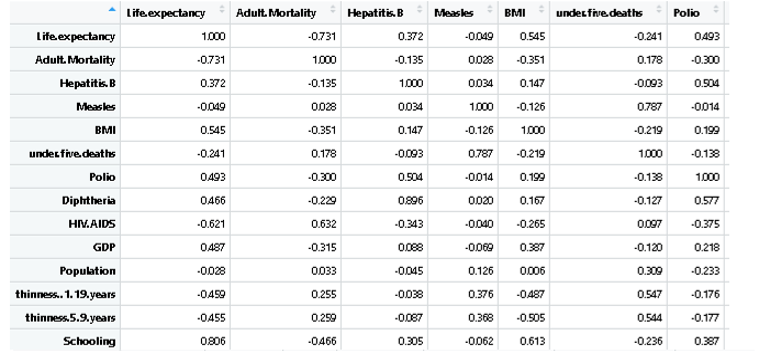 Life.expectancy Adult.Mortality Hepatitis.B Measles BMI under.five.deaths Polio
Life.expectancy 1.000 -0.731 0.372 -0.049 0.545 -0.241 0.493
Adult.Mortality -0.731 1.000 -0.135 0.028 -0.351 0.178 -0.300
Hepatitis.B 0.372 -0.135 1.000 0.034 0.147 -0.093 0.504
Measles -0.049 0.028 0.034 1.000 -0.126 0.787 -0.014
BMI 0.545 -0.351 0.147 -0.126 1.000 -0.219 0.199
under.five.deaths -0.241 0.178 -0.093 0.787 -0.219 1.000 -0.138
Polio 0.493 -0.300 0.504 -0.014 0.199 -0.138 1.000
Diphtheria 0.466 -0.229 0.896 0.020 0.167 -0.127 0.577
HIV.AIDS -0.621 0.632 -0.343 -0.040 -0.265 0.097 -0.375
GDP 0.487 -0.315 0.088 -0.069 0.387 -0.120 0.218
Population -0.028 0.033 -0.045 0.126 0.006 0.309 -0.233
thinness..1.19.years -0.459 0.255 -0.038 0.376 -0.487 0.547 -0.176
thinness.5.9.years -0.455 0.259 -0.087 0.368 -0.505 0.544 -0.177
Schooling 0.806 -0.466 0.305 -0.062 0.613 -0.236 0.387